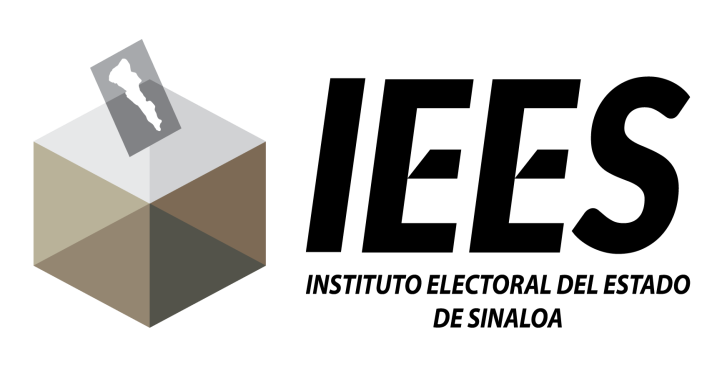 IEES
INSTITUTO ELECTORAL DEL ESTADO
DE SINALOA